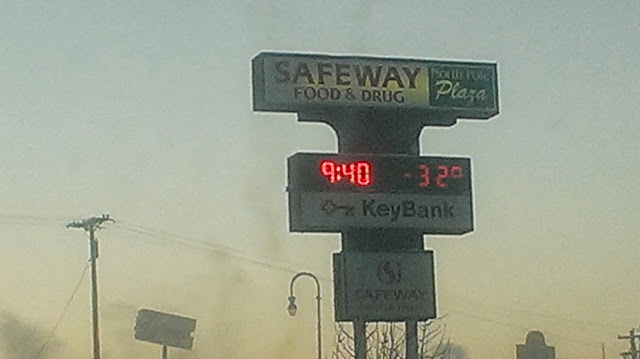 SAFEWAY
FOOD & DRUG
North Pole
Plaza
9:40 -32°
KeyBank
SAFEWAY